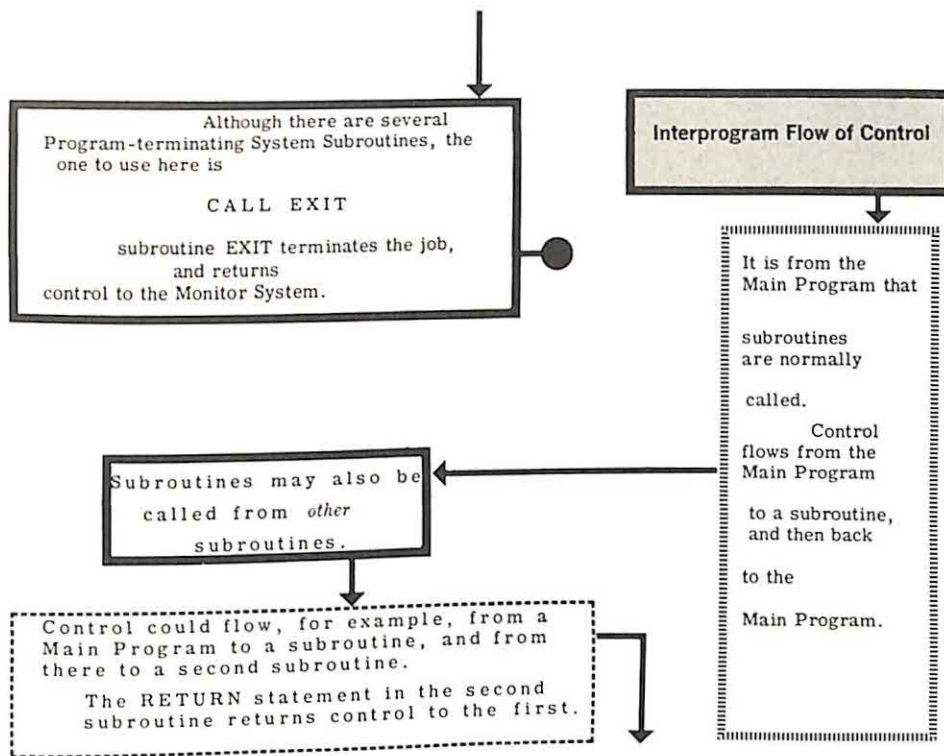 Although there are several
Program-terminating System Subroutines, the
one to use here is
CALL EXIT
subroutine EXIT terminates the job,
and returns
control to the Monitor System.
Interprogram Flow of Control
It is from the
Main Program that
subroutines
are normally
called.
Control
flows from the
Main Program
to a subroutine,
and then back
to the
Main Program.
Subroutines may also be
called from other
subroutines.
Control could flow, for example, from a
Main Program to a subroutine, and from
there to a second subroutine.
The RETURN statement in the second
subroutine returns control to the first.